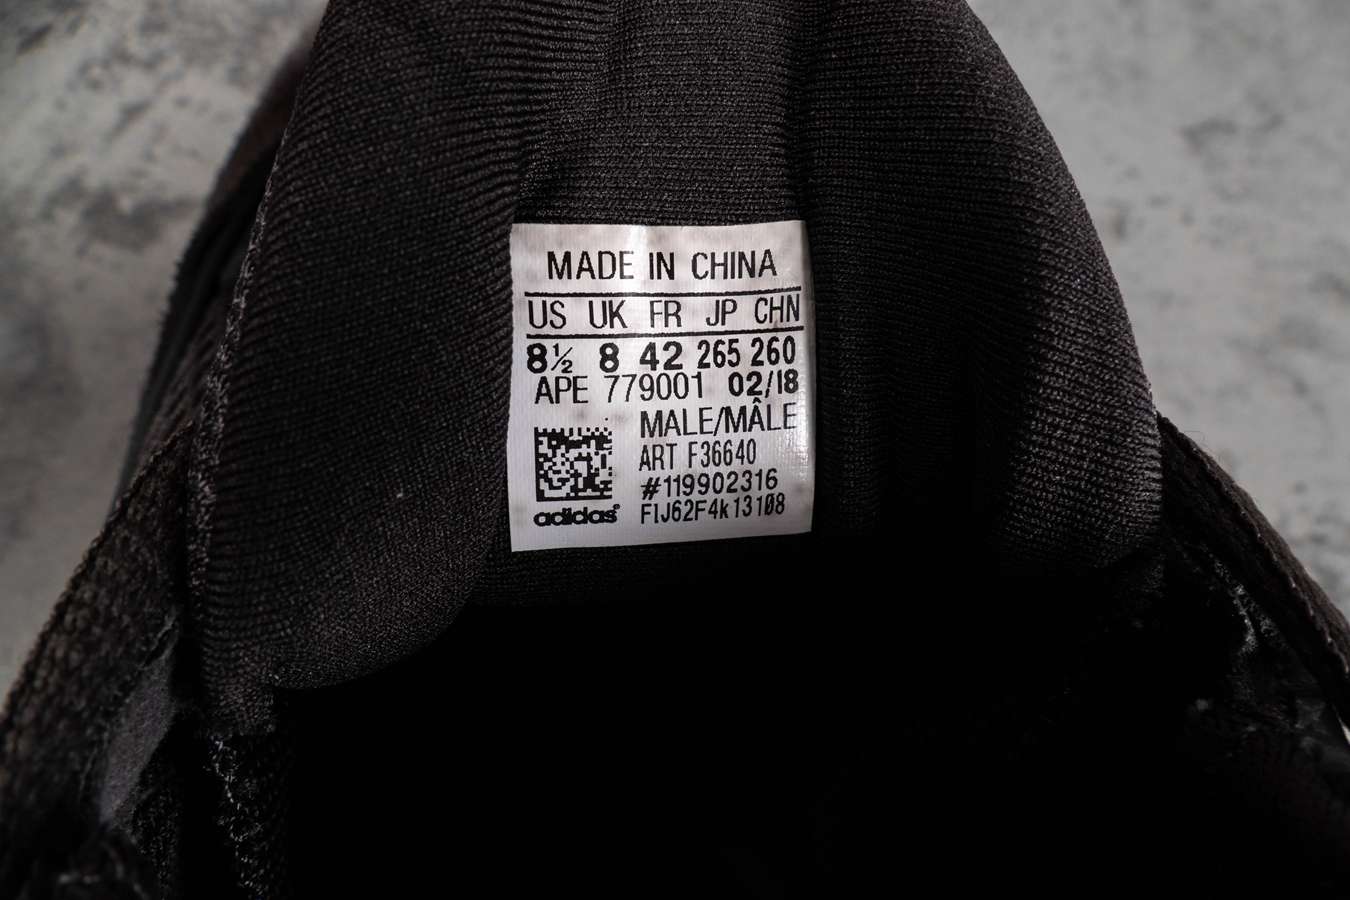 MADE IN CHINA
US UK FR JP CHN
8½ 8 42 265 260
APE 779001 02/18
MALE/MÂLE
ART F36640
#119902316
F1J62F4k13108
adidas